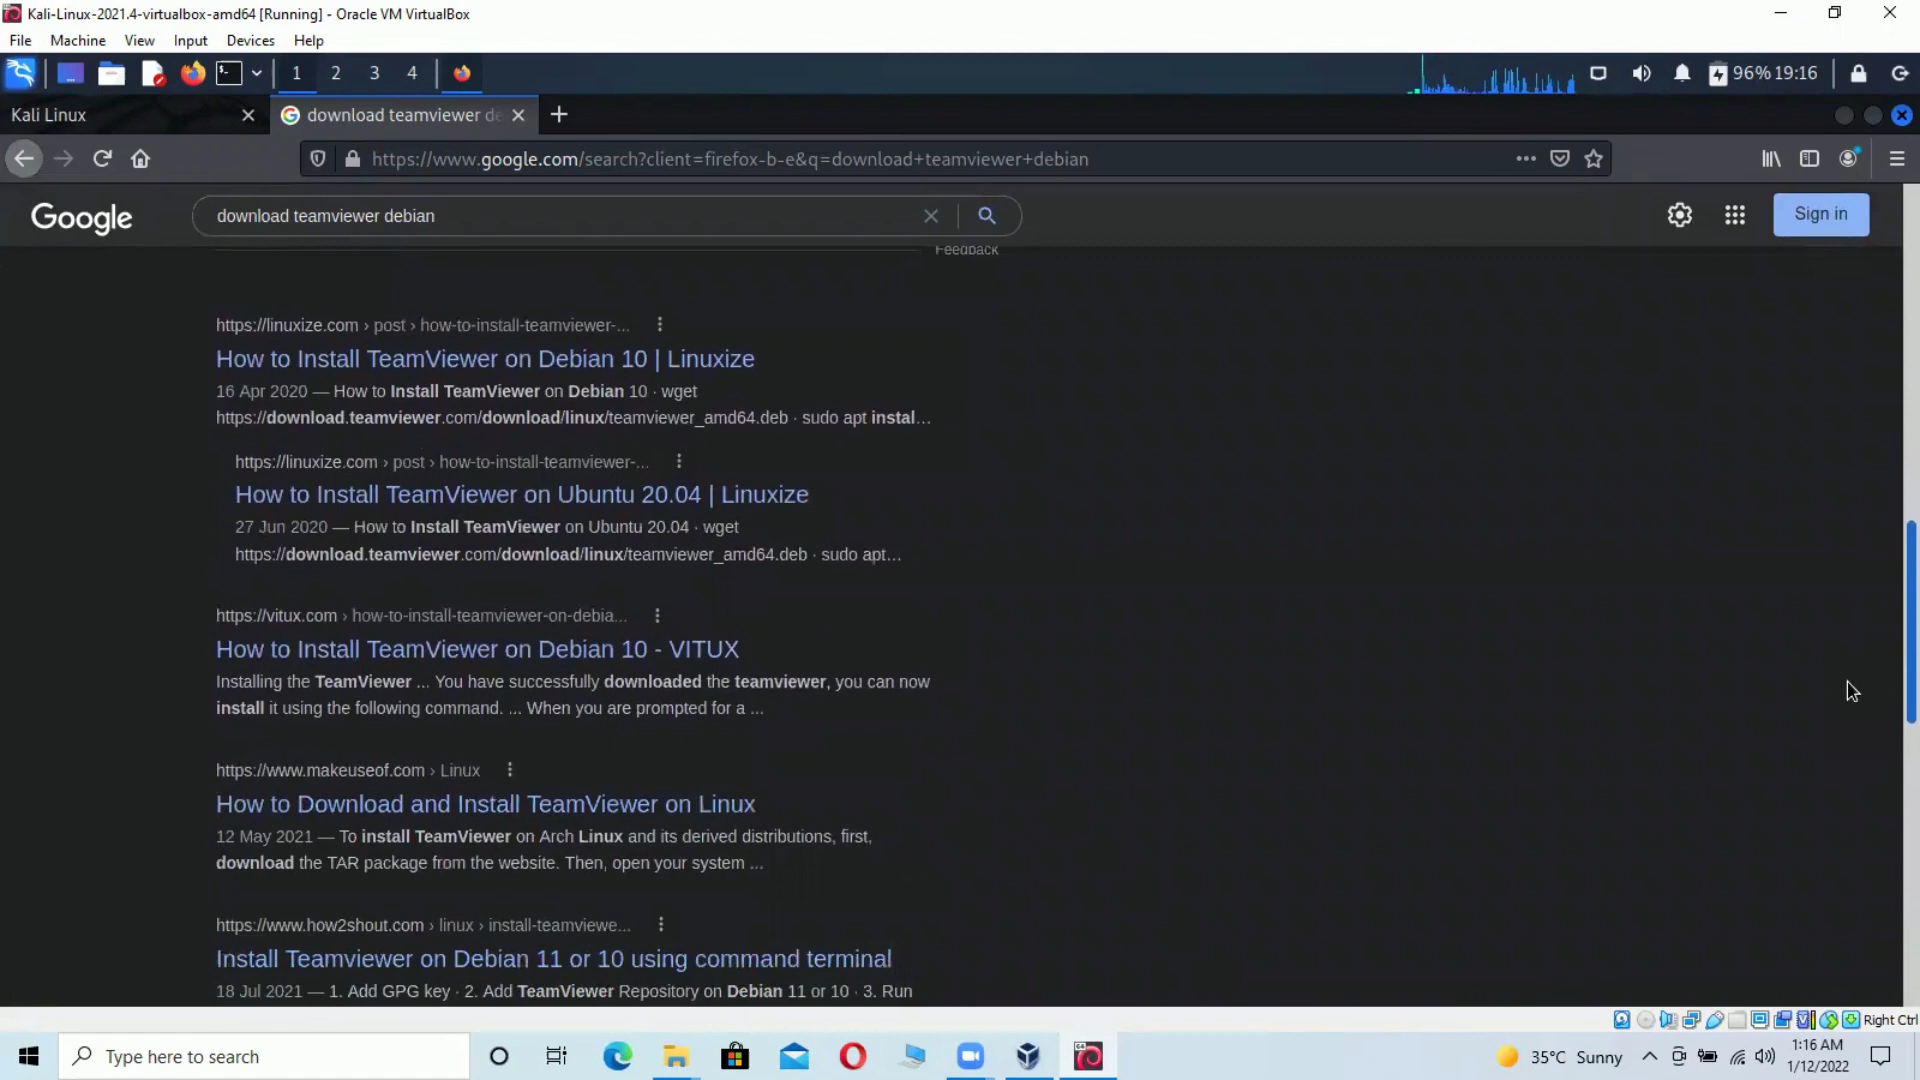 Kali-Linux-2021.4-virtualbox-amd64 [Running] - Oracle VM VirtualBox
File Machine View Input Devices Help
1 2 3 4 96% 19:16
Kali Linux download teamviewer de
https://www.google.com/search?client=firefox-b-e&q=download+teamviewer+debian
Google download teamviewer debian Sign in
Feedback
https://linuxize.com › post › how-to-install-teamviewer-...
How to Install TeamViewer on Debian 10 | Linuxize
16 Apr 2020 — How to Install TeamViewer on Debian 10 · wget
https://download.teamviewer.com/download/linux/teamviewer_amd64.deb · sudo apt instal...
https://linuxize.com › post › how-to-install-teamviewer-...
How to Install TeamViewer on Ubuntu 20.04 | Linuxize
27 Jun 2020 — How to Install TeamViewer on Ubuntu 20.04 · wget
https://download.teamviewer.com/download/linux/teamviewer_amd64.deb · sudo apt...
https://vitux.com › how-to-install-teamviewer-on-debia...
How to Install TeamViewer on Debian 10 - VITUX
Installing the TeamViewer ... You have successfully downloaded the teamviewer, you can now
install it using the following command. ... When you are prompted for a ...
https://www.makeuseof.com › Linux
How to Download and Install TeamViewer on Linux
12 May 2021 — To install TeamViewer on Arch Linux and its derived distributions, first,
download the TAR package from the website. Then, open your system ...
https://www.how2shout.com › linux › install-teamviewe...
Install Teamviewer on Debian 11 or 10 using command terminal
18 Jul 2021 — 1. Add GPG key · 2. Add TeamViewer Repository on Debian 11 or 10 · 3. Run
Right Ctrl
Type here to search 35°C Sunny 1:16 AM
1/12/2022